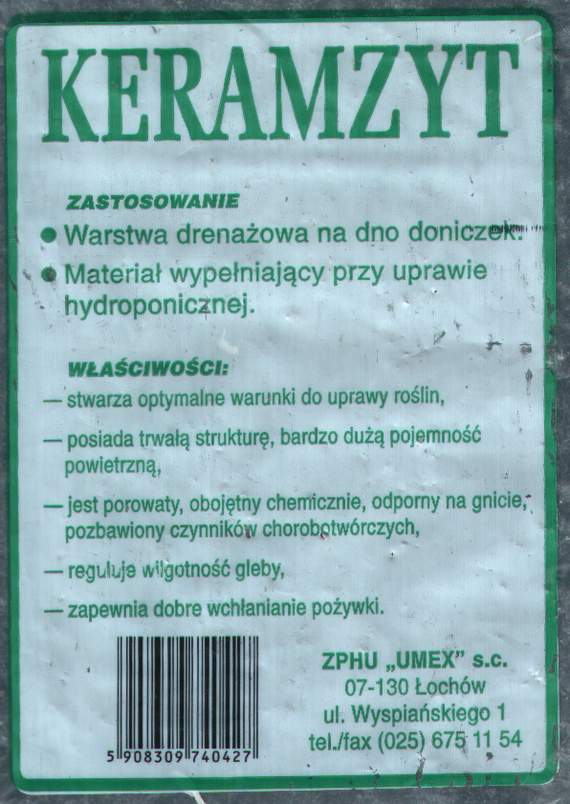 KERAMZYT
ZASTOSOWANIE
● Warstwa drenażowa na dno doniczek.
● Materiał wypełniający przy uprawie
hydroponicznej.
WŁAŚCIWOŚCI:
— stwarza optymalne warunki do uprawy roślin,
— posiada trwałą strukturę, bardzo dużą pojemność
powietrzną,
— jest porowaty, obojętny chemicznie, odporny na gnicie,
pozbawiony czynników chorobotwórczych,
— reguluje wilgotność gleby,
— zapewnia dobre wchłanianie pożywki.
ZPHU „UMEX” s.c.
07-130 Łochów
ul. Wyspiańskiego 1
tel./fax (025) 675 11 54
5 908309 740427